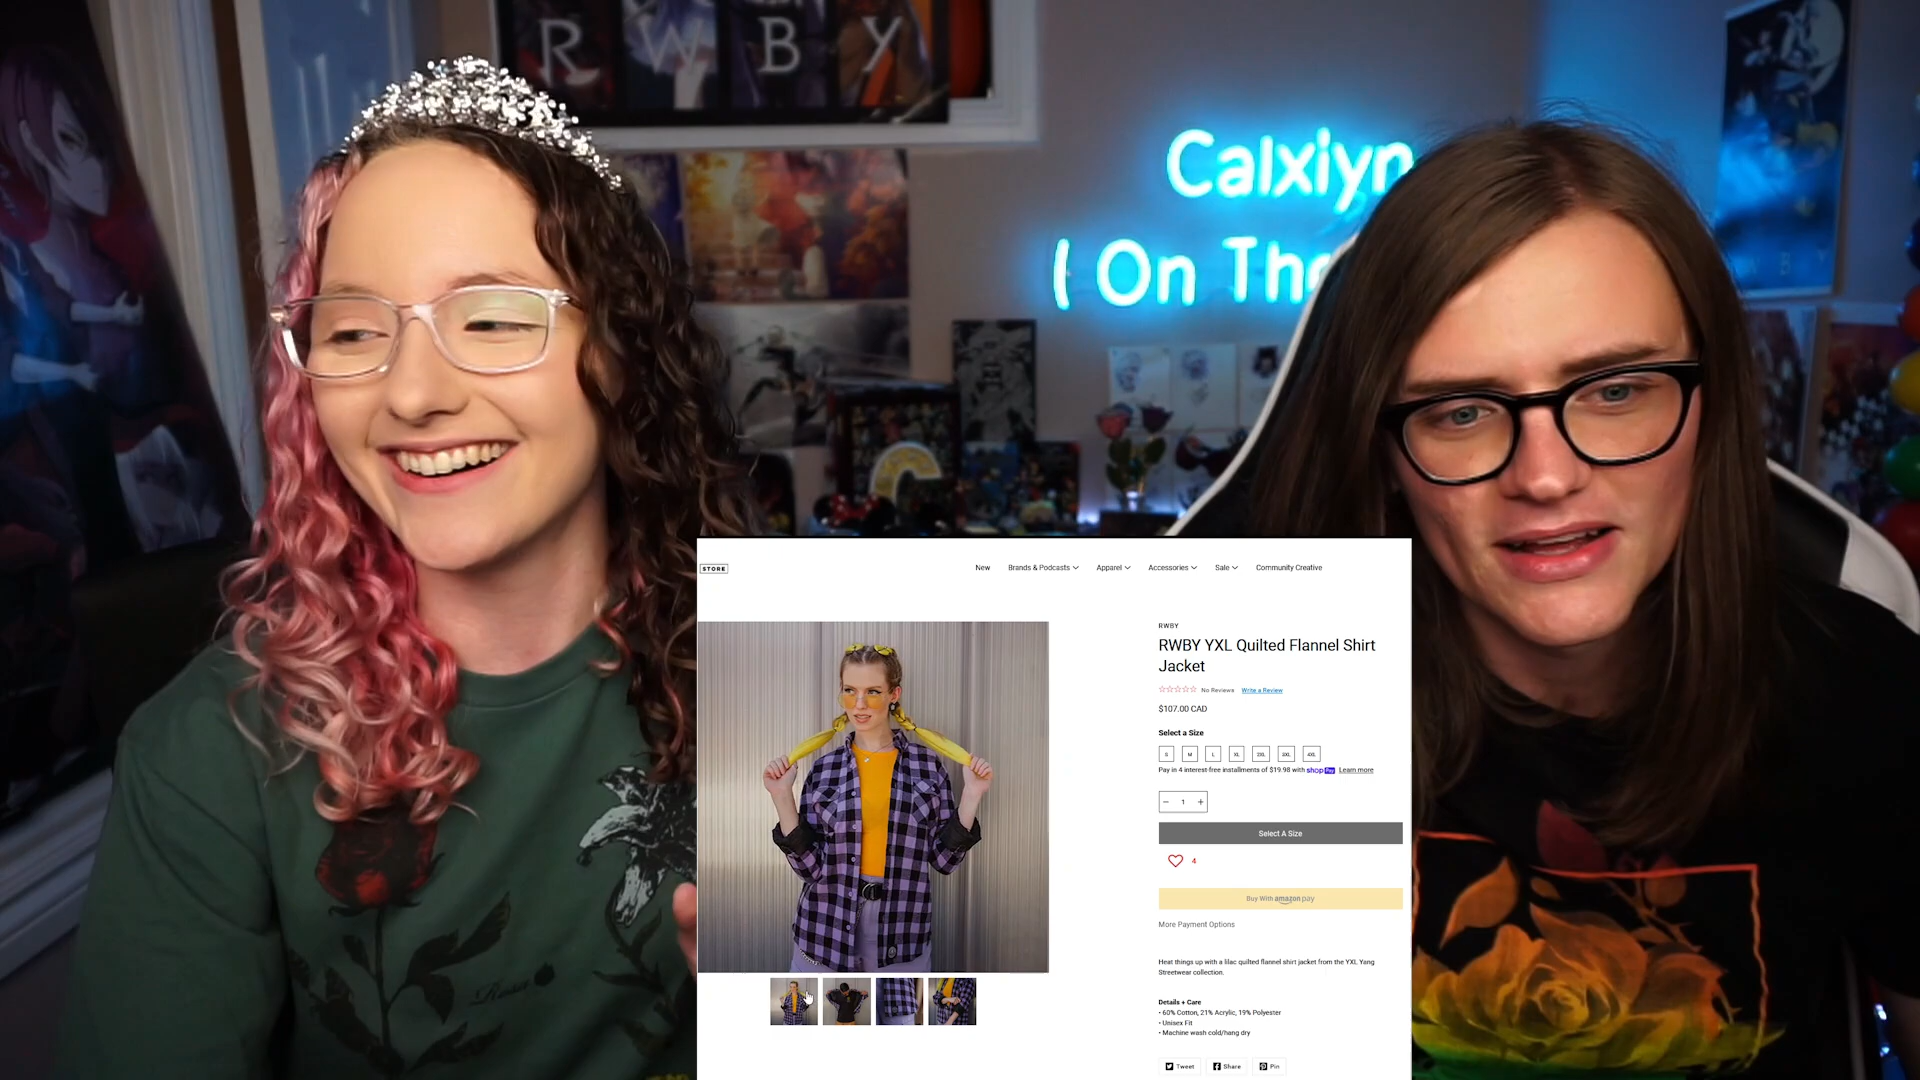 R W B Y
Calxiyn
I On The
STORE
New Brands & Podcasts Apparel Accessories Sale Community Creative
RWBY
RWBY YXL Quilted Flannel Shirt
Jacket
No Reviews Write a Review
$107.00 CAD
Select a Size
S M L XL 2XL 3XL 4XL
Pay in 4 interest-free installments of $19.98 with shop Pay Learn more
− 1 +
Select A Size
4
Buy With amazon pay
More Payment Options
Heat things up with a lilac quilted flannel shirt jacket from the YXL Yang
Streetwear collection.
Details + Care
• 60% Cotton, 21% Acrylic, 19% Polyester
• Unisex Fit
• Machine wash cold/hang dry
Tweet Share Pin
Rosa